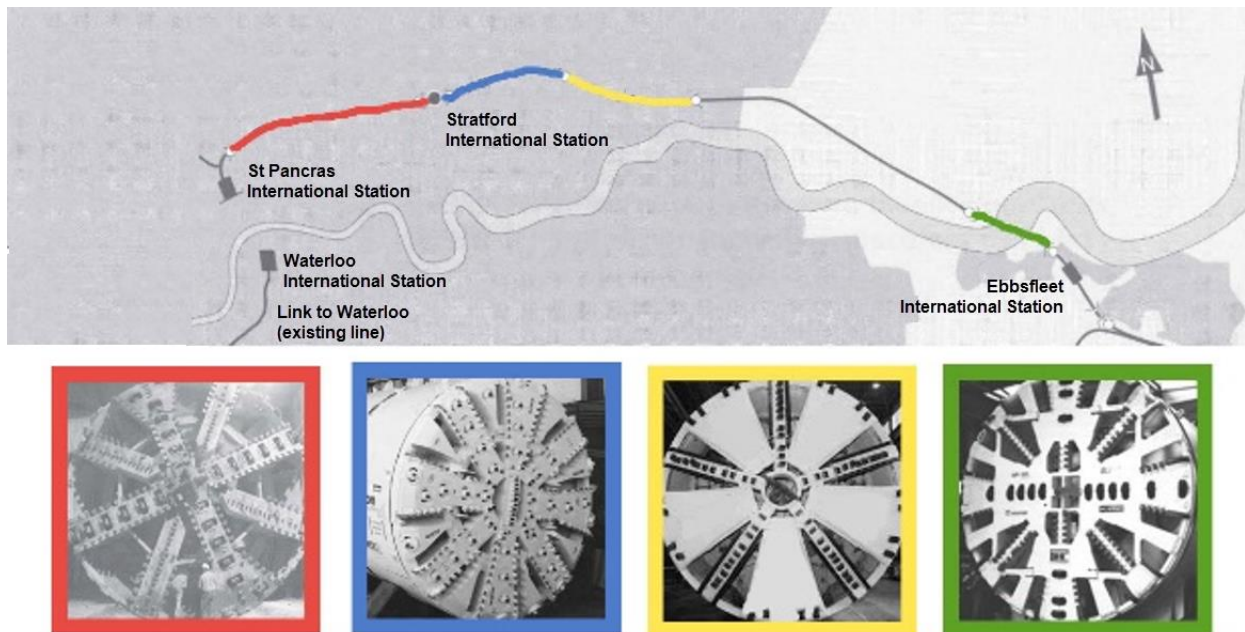 N
Stratford
International Station
St Pancras
International Station
Waterloo
International Station
Link to Waterloo
(existing line)
Ebbsfleet
International Station